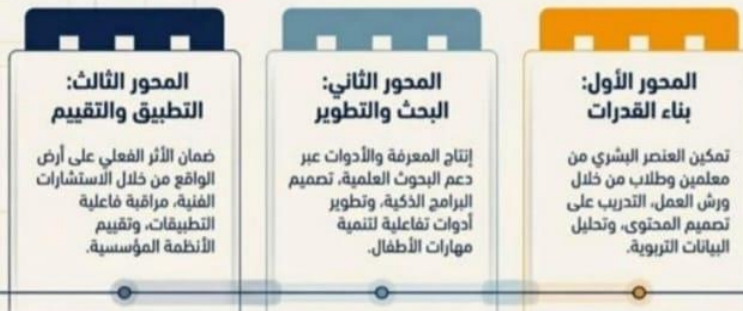 المحور الأول:
بناء القدرات
تمكين العنصر البشري من
معلمين وطلاب من خلال
ورش العمل، التدريب على
تصميم المحتوى، وتحليل
البيانات التربوية.
المحور الثاني:
البحث والتطوير
إنتاج المعرفة والأدوات عبر
دعم البحوث العلمية، تصميم
البرامج الذكية، وتطوير
أدوات تفاعلية لتنمية
مهارات الأطفال.
المحور الثالث:
التطبيق والتقييم
ضمان الأثر الفعلي على أرض
الواقع من خلال الاستشارات
الفنية، مراقبة فاعلية
التطبيقات، وتقييم
الأنظمة المؤسسية.